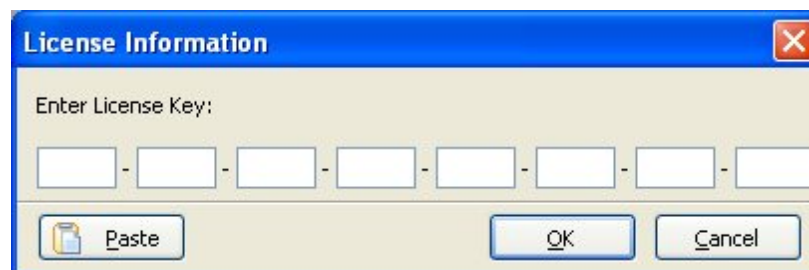 License Information
Enter License Key:
- - - - - - -
Paste OK Cancel